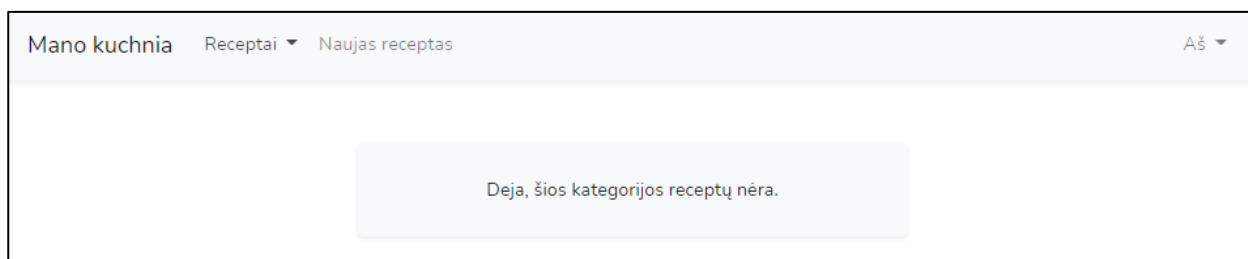 Mano kuchnia Receptai Naujas receptas Aš
Deja, šios kategorijos receptų nėra.